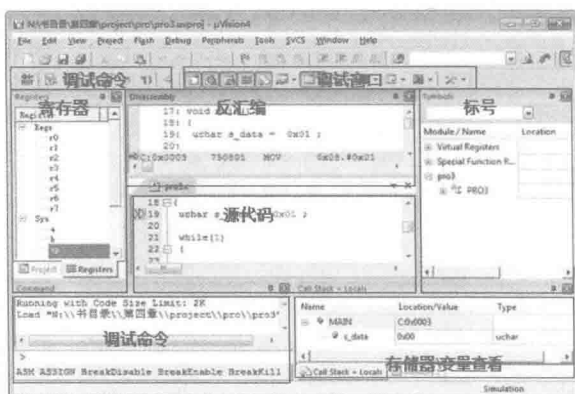 N:\书目录\第四章\project\pro\pro3.uvproj - µVision4
File Edit View Project Flash Debug Peripherals Tools SVCS Window Help
调试命令
调试窗口
Registers
寄存器
Regs
r0
r1
r2
r3
r4
r5
r6
r7
Sys
a
b
Project Registers
Disassembly
反汇编
17: void
18: {
19: uchar s_data = 0x01 ;
20:
C:0x0003 750801 MOV
pro3.c
源代码
18 {
19 uchar 0x01 ;
20
21 while(1)
22 {
Symbols
标号
Module / Name Location
Virtual Registers
Special Function R...
pro3
PRO3
Command
Running with Code Size Limit: 2K
Load "N:\\书目录\\第四章\\project\\pro\\pro3"
调试命令
>
ASM ASSIGN BreakDisable BreakEnable BreakKill
Call Stack + Locals
Name Location/Value Type
MAIN C:0x0003
s_data 0x00 uchar
存储器变量查看
Call Stack + Locals
Simulation